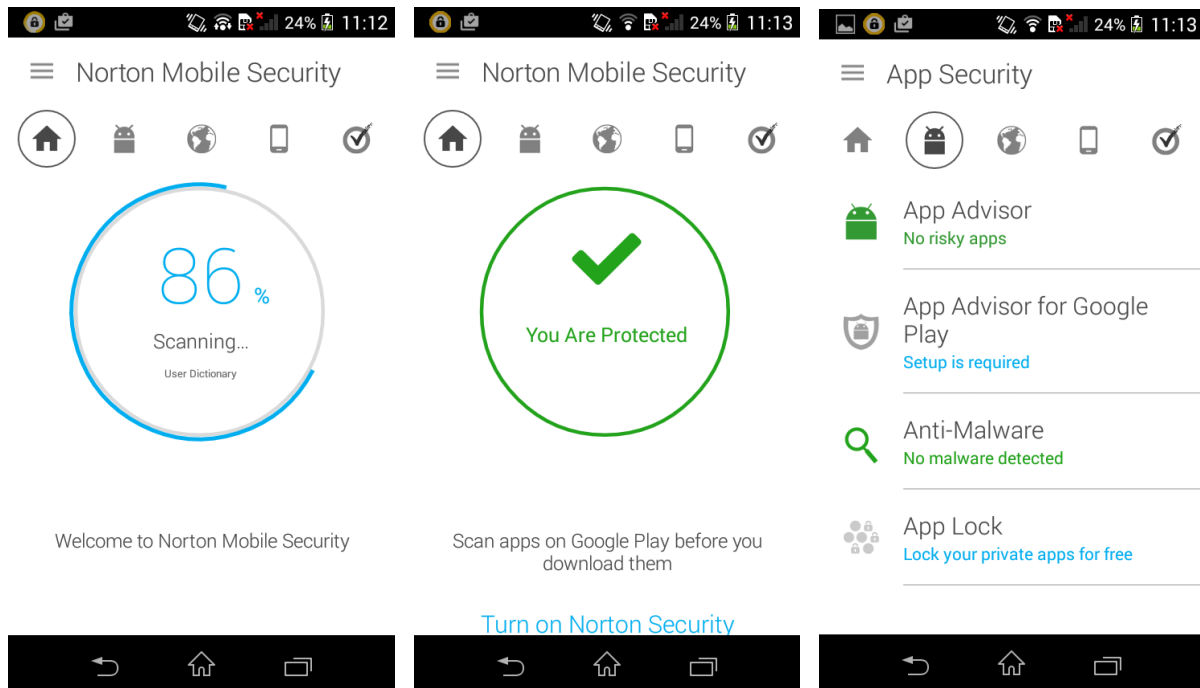 24% 11:12
Norton Mobile Security
86 %
Scanning...
User Dictionary
Welcome to Norton Mobile Security
24% 11:13
Norton Mobile Security
You Are Protected
Scan apps on Google Play before you
download them
Turn on Norton Security
24% 11:13
App Security
App Advisor
No risky apps
App Advisor for Google
Play
Setup is required
Anti-Malware
No malware detected
App Lock
Lock your private apps for free